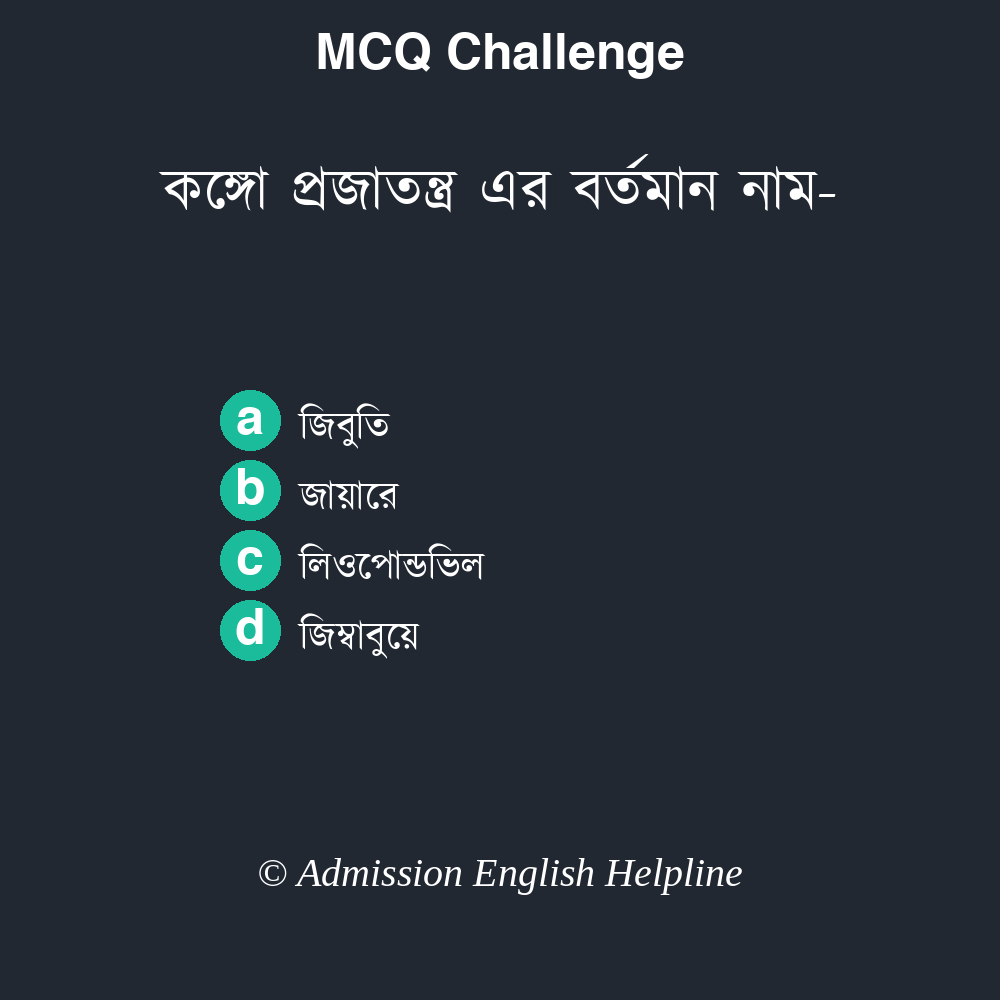 MCQ Challenge
কঙ্গো প্রজাতন্ত্র এর বর্তমান নাম-
a জিবুতি
b জায়ারে
c লিওপোন্ডভিল
d জিম্বাবুয়ে
© Admission English Helpline